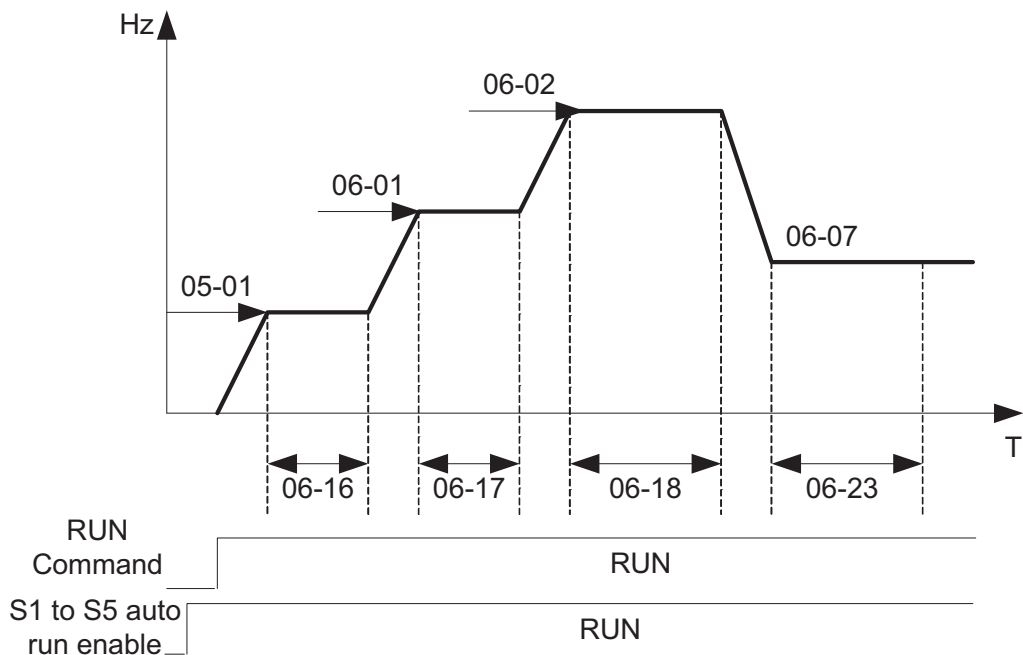 Hz
06-02
06-01
06-07
05-01
T
06-16
06-17
06-18
06-23
RUN
Command
RUN
S1 to S5 auto
run enable
RUN